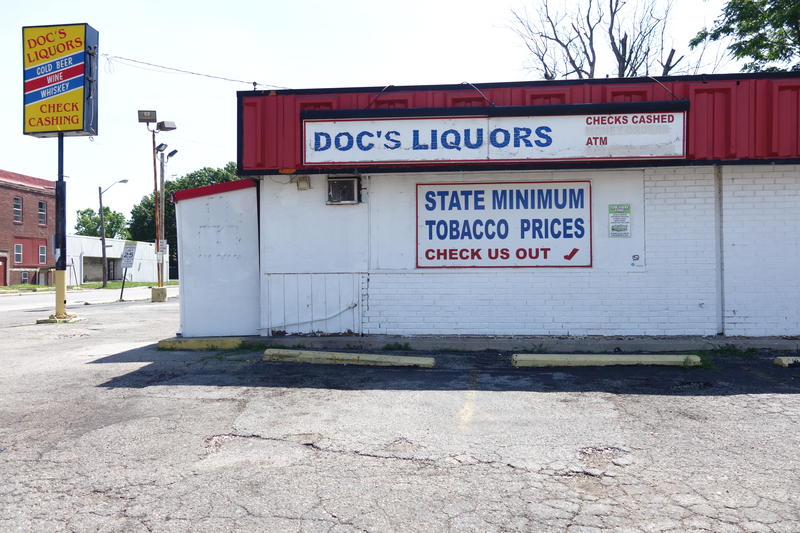 DOC'S
LIQUORS
COLD BEER
WINE
WHISKEY
CHECK
CASHING
DOC'S LIQUORS
CHECKS CASHED
ATM
STATE MINIMUM
TOBACCO PRICES
CHECK US OUT